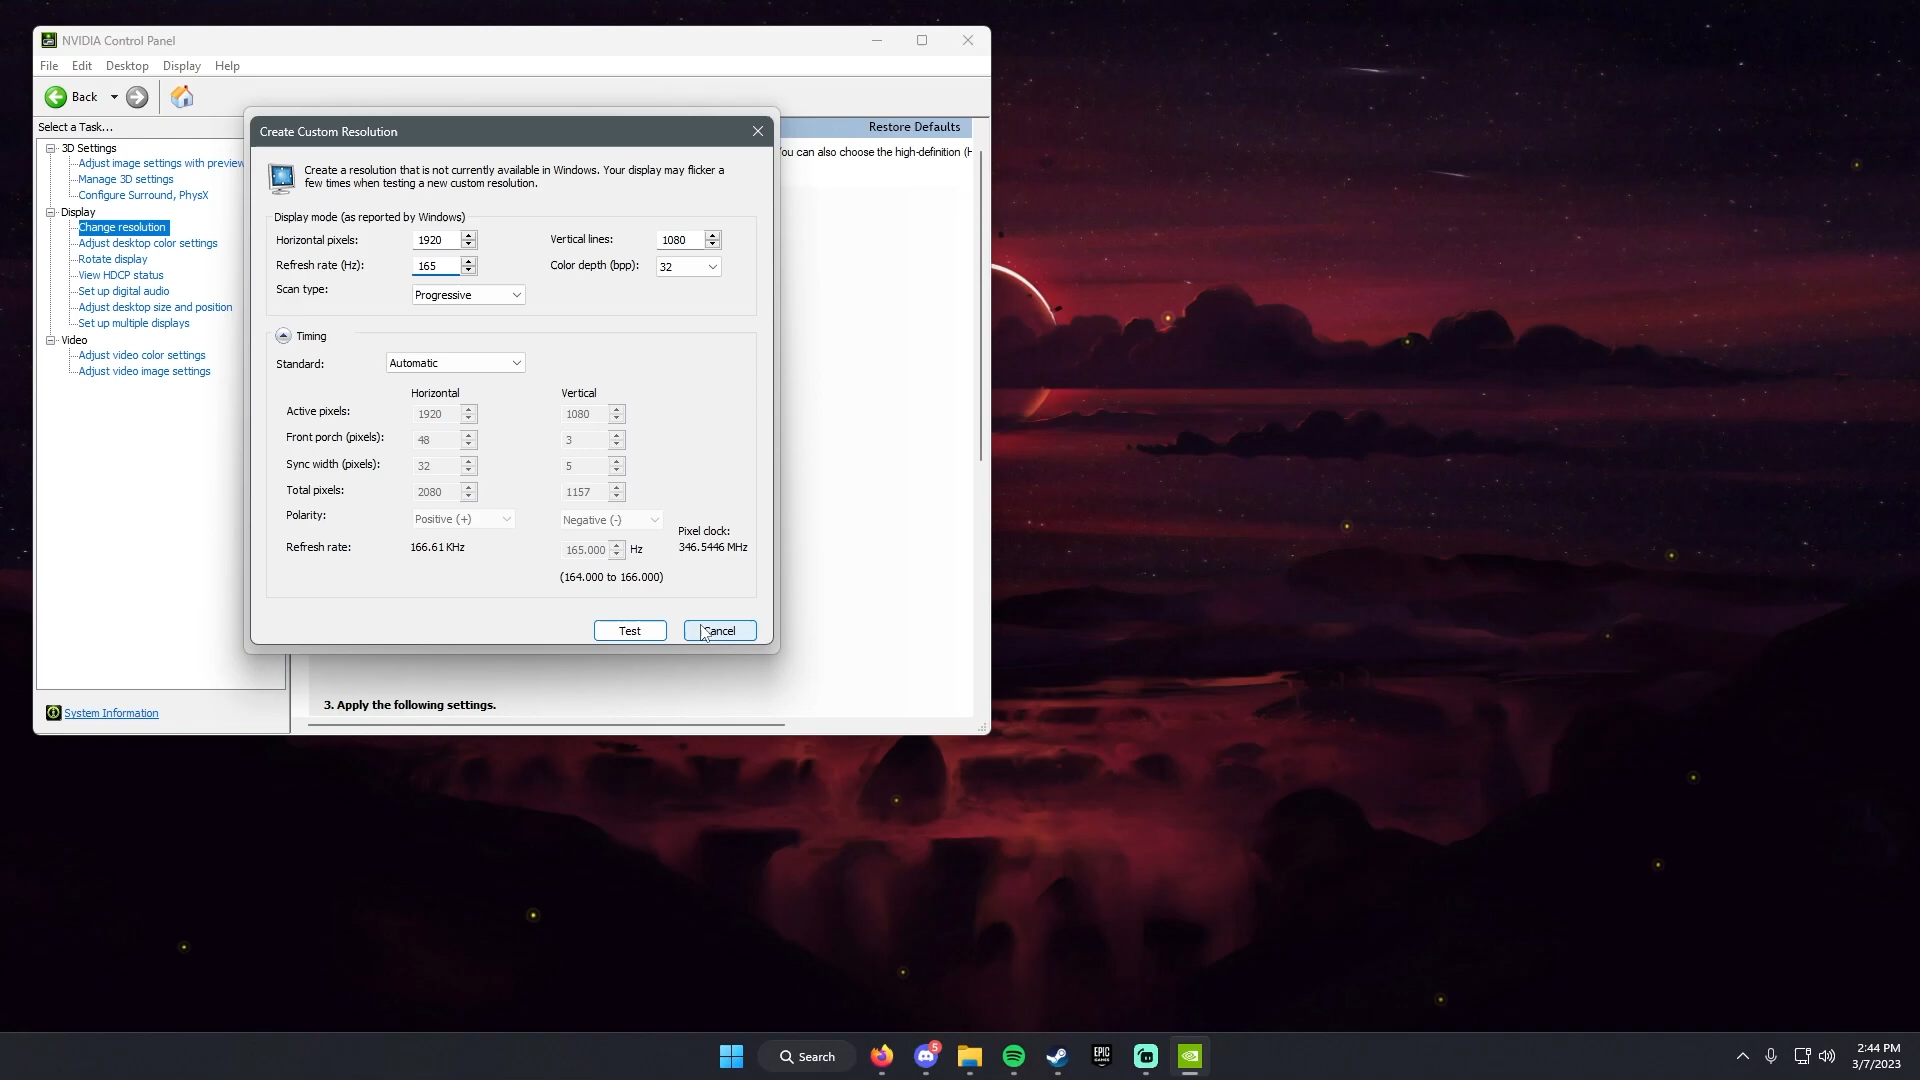 NVIDIA Control Panel
File Edit Desktop Display Help
Back
Select a Task...
3D Settings
Adjust image settings with preview
Manage 3D settings
Configure Surround, PhysX
Display
Change resolution
Adjust desktop color settings
Rotate display
View HDCP status
Set up digital audio
Adjust desktop size and position
Set up multiple displays
Video
Adjust video color settings
Adjust video image settings
System Information
Restore Defaults
You can also choose the high-definition (H
Create Custom Resolution
Create a resolution that is not currently available in Windows. Your display may flicker a
few times when testing a new custom resolution.
Display mode (as reported by Windows)
Horizontal pixels: 1920 Vertical lines: 1080
Refresh rate (Hz): 165 Color depth (bpp): 32
Scan type: Progressive
Timing
Standard: Automatic
Horizontal Vertical
Active pixels: 1920 1080
Front porch (pixels): 48 3
Sync width (pixels): 32 5
Total pixels: 2080 1157
Polarity: Positive (+) Negative (-)
Pixel clock:
Refresh rate: 166.61 KHz 165.000 Hz 346.5446 MHz
(164.000 to 166.000)
Test Cancel
3. Apply the following settings.
Search
5
EPIC
GAMES
2:44 PM
3/7/2023